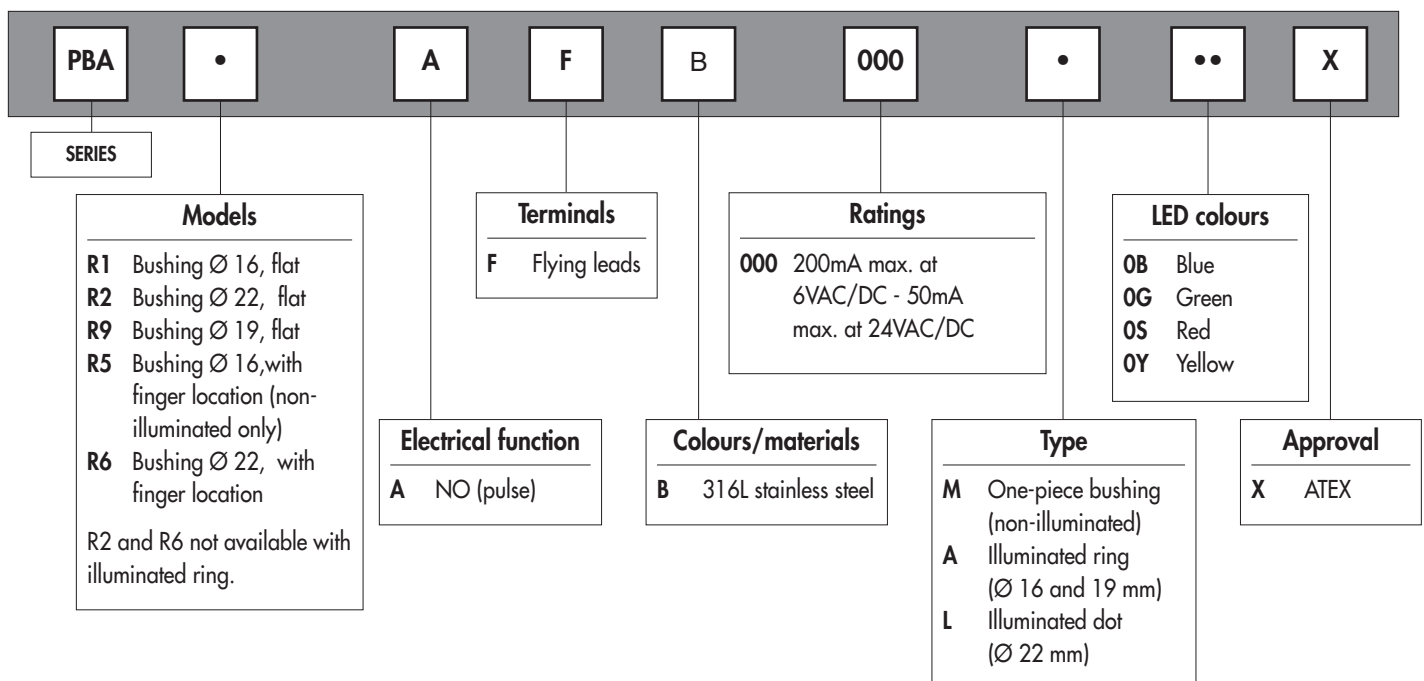 PBA • A F B 000 • •• X
SERIES
Models
R1 Bushing Ø 16, flat
R2 Bushing Ø 22, flat
R9 Bushing Ø 19, flat
R5 Bushing Ø 16,with
finger location (non-
illuminated only)
R6 Bushing Ø 22, with
finger location
R2 and R6 not available with
illuminated ring.
Electrical function
A NO (pulse)
Terminals
F Flying leads
Colours/materials
B 316L stainless steel
Ratings
000 200mA max. at
6VAC/DC - 50mA
max. at 24VAC/DC
Type
M One-piece bushing
(non-illuminated)
A Illuminated ring
(Ø 16 and 19 mm)
L Illuminated dot
(Ø 22 mm)
LED colours
0B Blue
0G Green
0S Red
0Y Yellow
Approval
X ATEX